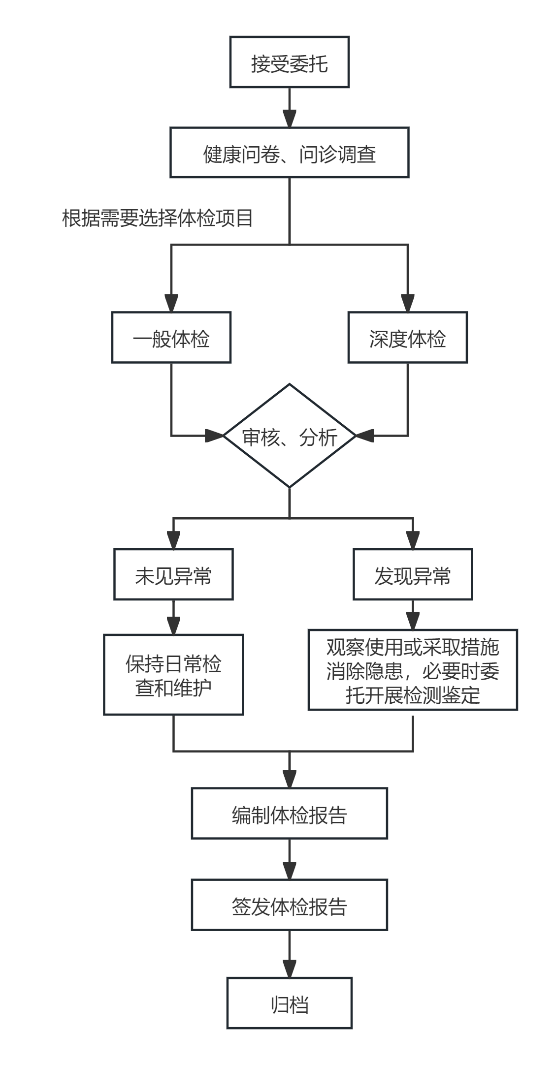 接受委托
健康问卷、问诊调查
根据需要选择体检项目
一般体检
深度体检
审核、分析
未见异常
发现异常
保持日常检
查和维护
观察使用或采取措施
消除隐患，必要时委
托开展检测鉴定
编制体检报告
签发体检报告
归档